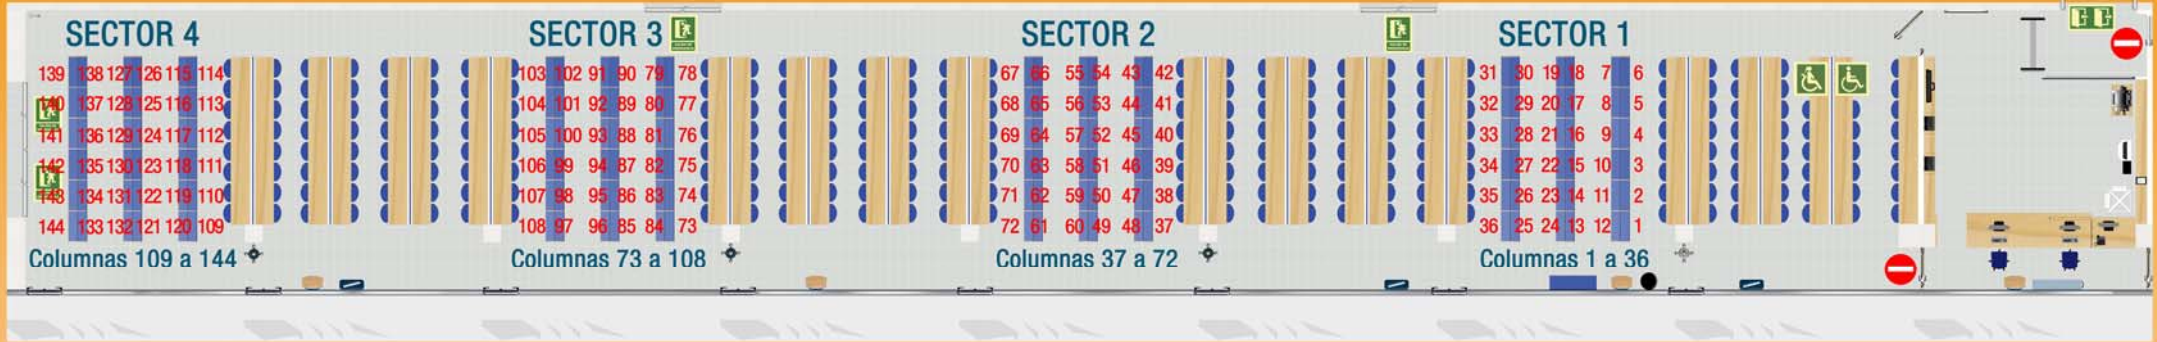 SECTOR 4 SECTOR 3 SECTOR 2 SECTOR 1
139 138 127 126 115 114 103 102 91 90 79 78 67 66 55 54 43 42 31 30 19 18 7 6
140 137 128 125 116 113 104 101 92 89 80 77 68 65 56 53 44 41 32 29 20 17 8 5
141 136 129 124 117 112 105 100 93 88 81 76 69 64 57 52 45 40 33 28 21 16 9 4
142 135 130 123 118 111 106 99 94 87 82 75 70 63 58 51 46 39 34 27 22 15 10 3
143 134 131 122 119 110 107 98 95 86 83 74 71 62 59 50 47 38 35 26 23 14 11 2
144 133 132 121 120 109 108 97 96 85 84 73 72 61 60 49 48 37 36 25 24 13 12 1
Columnas 109 a 144 Columnas 73 a 108 Columnas 37 a 72 Columnas 1 a 36